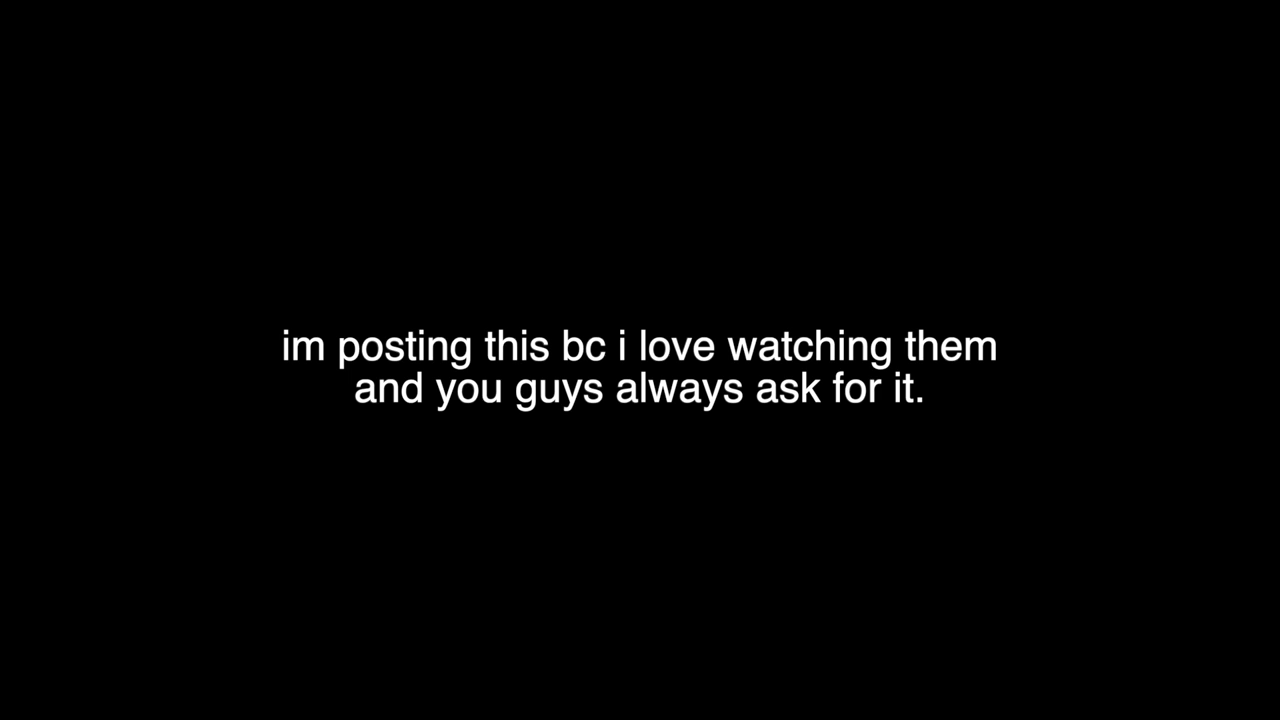 im posting this bc i love watching them
and you guys always ask for it.